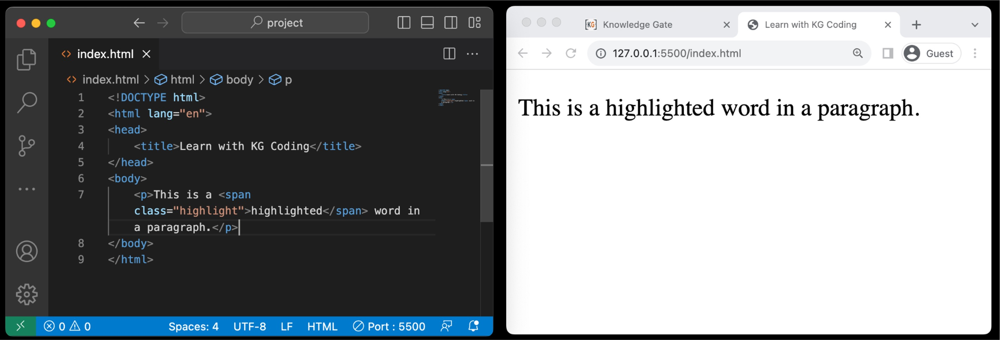 project
index.html
index.html > html > body > p
1 <!DOCTYPE html>
2 <html lang="en">
3 <head>
4 <title>Learn with KG Coding</title>
5 </head>
6 <body>
7 <p>This is a <span
class="highlight">highlighted</span> word in
a paragraph.</p>
8 </body>
9 </html>
0 0 Spaces: 4 UTF-8 LF HTML Port : 5500
KG Knowledge Gate Learn with KG Coding
127.0.0.1:5500/index.html Guest
This is a highlighted word in a paragraph.